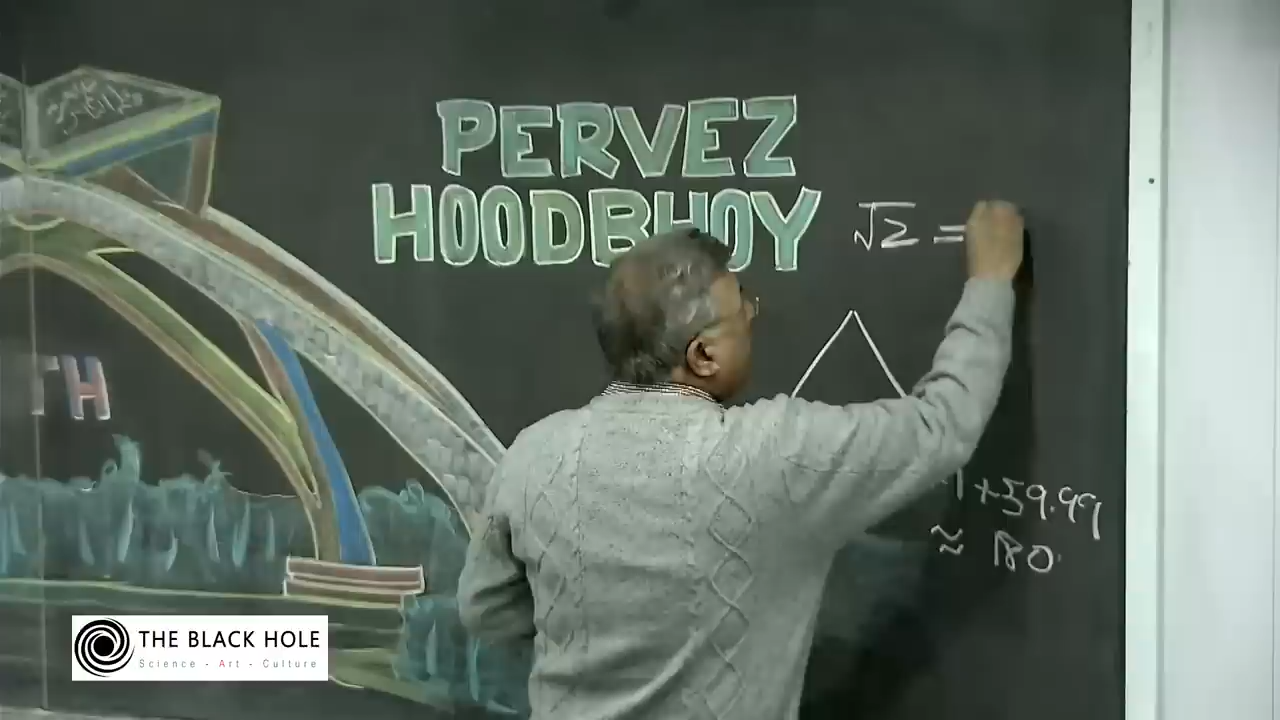 PERVEZ
HOODBHOY
√2 =
TH
+59.99
≈ 180
THE BLACK HOLE
Science - Art - Culture